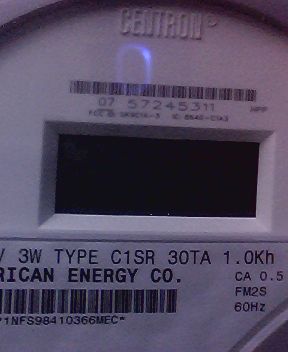 CENTRON®
07 57245311
3W TYPE C1SR 30TA 1.0Kh
RICAN ENERGY CO.
CA 0.5
FM2S
60Hz
1NFS98410366MEC*